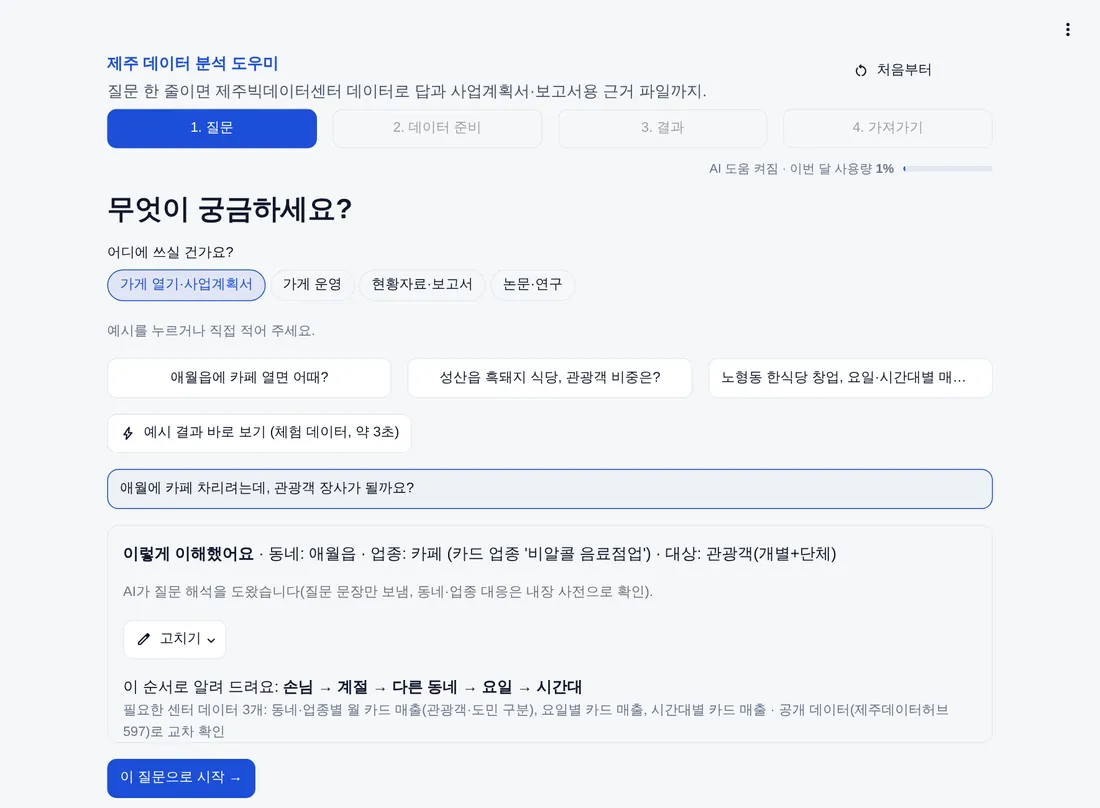 제주 데이터 분석 도우미
처음부터
질문 한 줄이면 제주빅데이터센터 데이터로 답과 사업계획서·보고서용 근거 파일까지.
1. 질문
2. 데이터 준비
3. 결과
4. 가져가기
AI 도움 켜짐 · 이번 달 사용량 1%
무엇이 궁금하세요?
어디에 쓰실 건가요?
가게 열기·사업계획서
가게 운영
현황자료·보고서
논문·연구
예시를 누르거나 직접 적어 주세요.
애월읍에 카페 열면 어때?
성산읍 흑돼지 식당, 관광객 비중은?
노형동 한식당 창업, 요일·시간대별 매…
예시 결과 바로 보기 (체험 데이터, 약 3초)
애월에 카페 차리려는데, 관광객 장사가 될까요?
이렇게 이해했어요 · 동네: 애월읍 · 업종: 카페 (카드 업종 '비알콜 음료점업') · 대상: 관광객(개별+단체)
AI가 질문 해석을 도왔습니다(질문 문장만 보냄, 동네·업종 대응은 내장 사전으로 확인).
고치기
이 순서로 알려 드려요: 손님 → 계절 → 다른 동네 → 요일 → 시간대
필요한 센터 데이터 3개: 동네·업종별 월 카드 매출(관광객·도민 구분), 요일별 카드 매출, 시간대별 카드 매출 · 공개 데이터(제주데이터허브
597)로 교차 확인
이 질문으로 시작 →